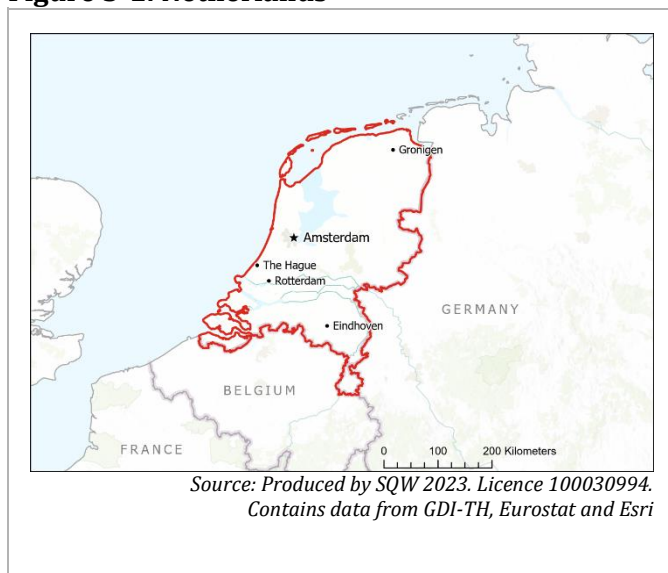 Gronigen
Amsterdam
The Hague
Rotterdam
GERMANY
Eindhoven
BELGIUM
FRANCE
0 100 200 Kilometers
Source: Produced by SQW 2023. Licence 100030994.
Contains data from GDI-TH, Eurostat and Esri